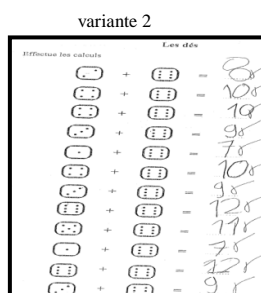 variante 2
Les dés
Effectue les calculs
+ = 8
+ = 10
+ = 10
+ = 9
+ = 7
+ = 10
+ = 9
+ = 12
+ = 11
+ = 7
+ = 12
+ = 9